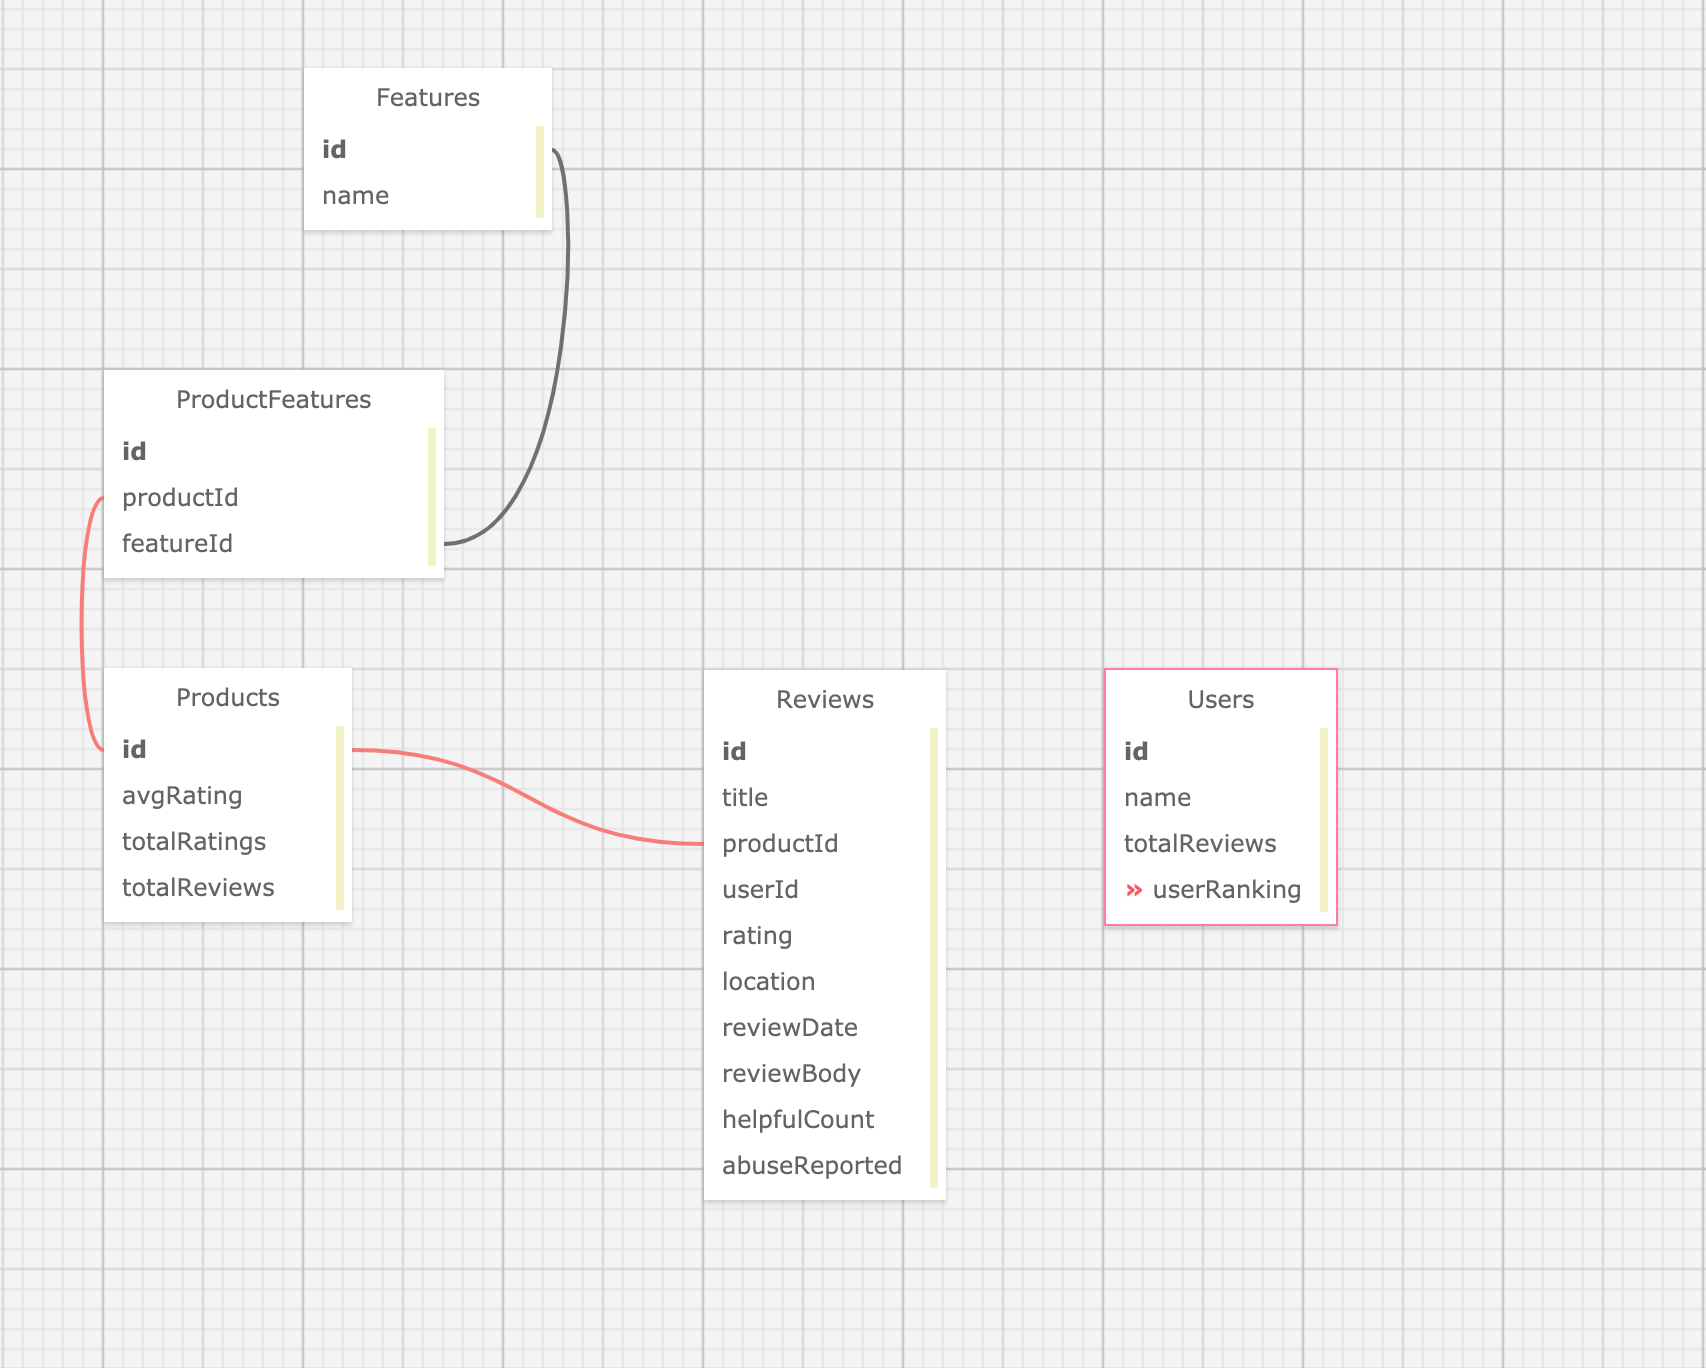 Features
id
name
ProductFeatures
id
productId
featureId
Products
id
avgRating
totalRatings
totalReviews
Reviews
id
title
productId
userId
rating
location
reviewDate
reviewBody
helpfulCount
abuseReported
Users
id
name
totalReviews
» userRanking